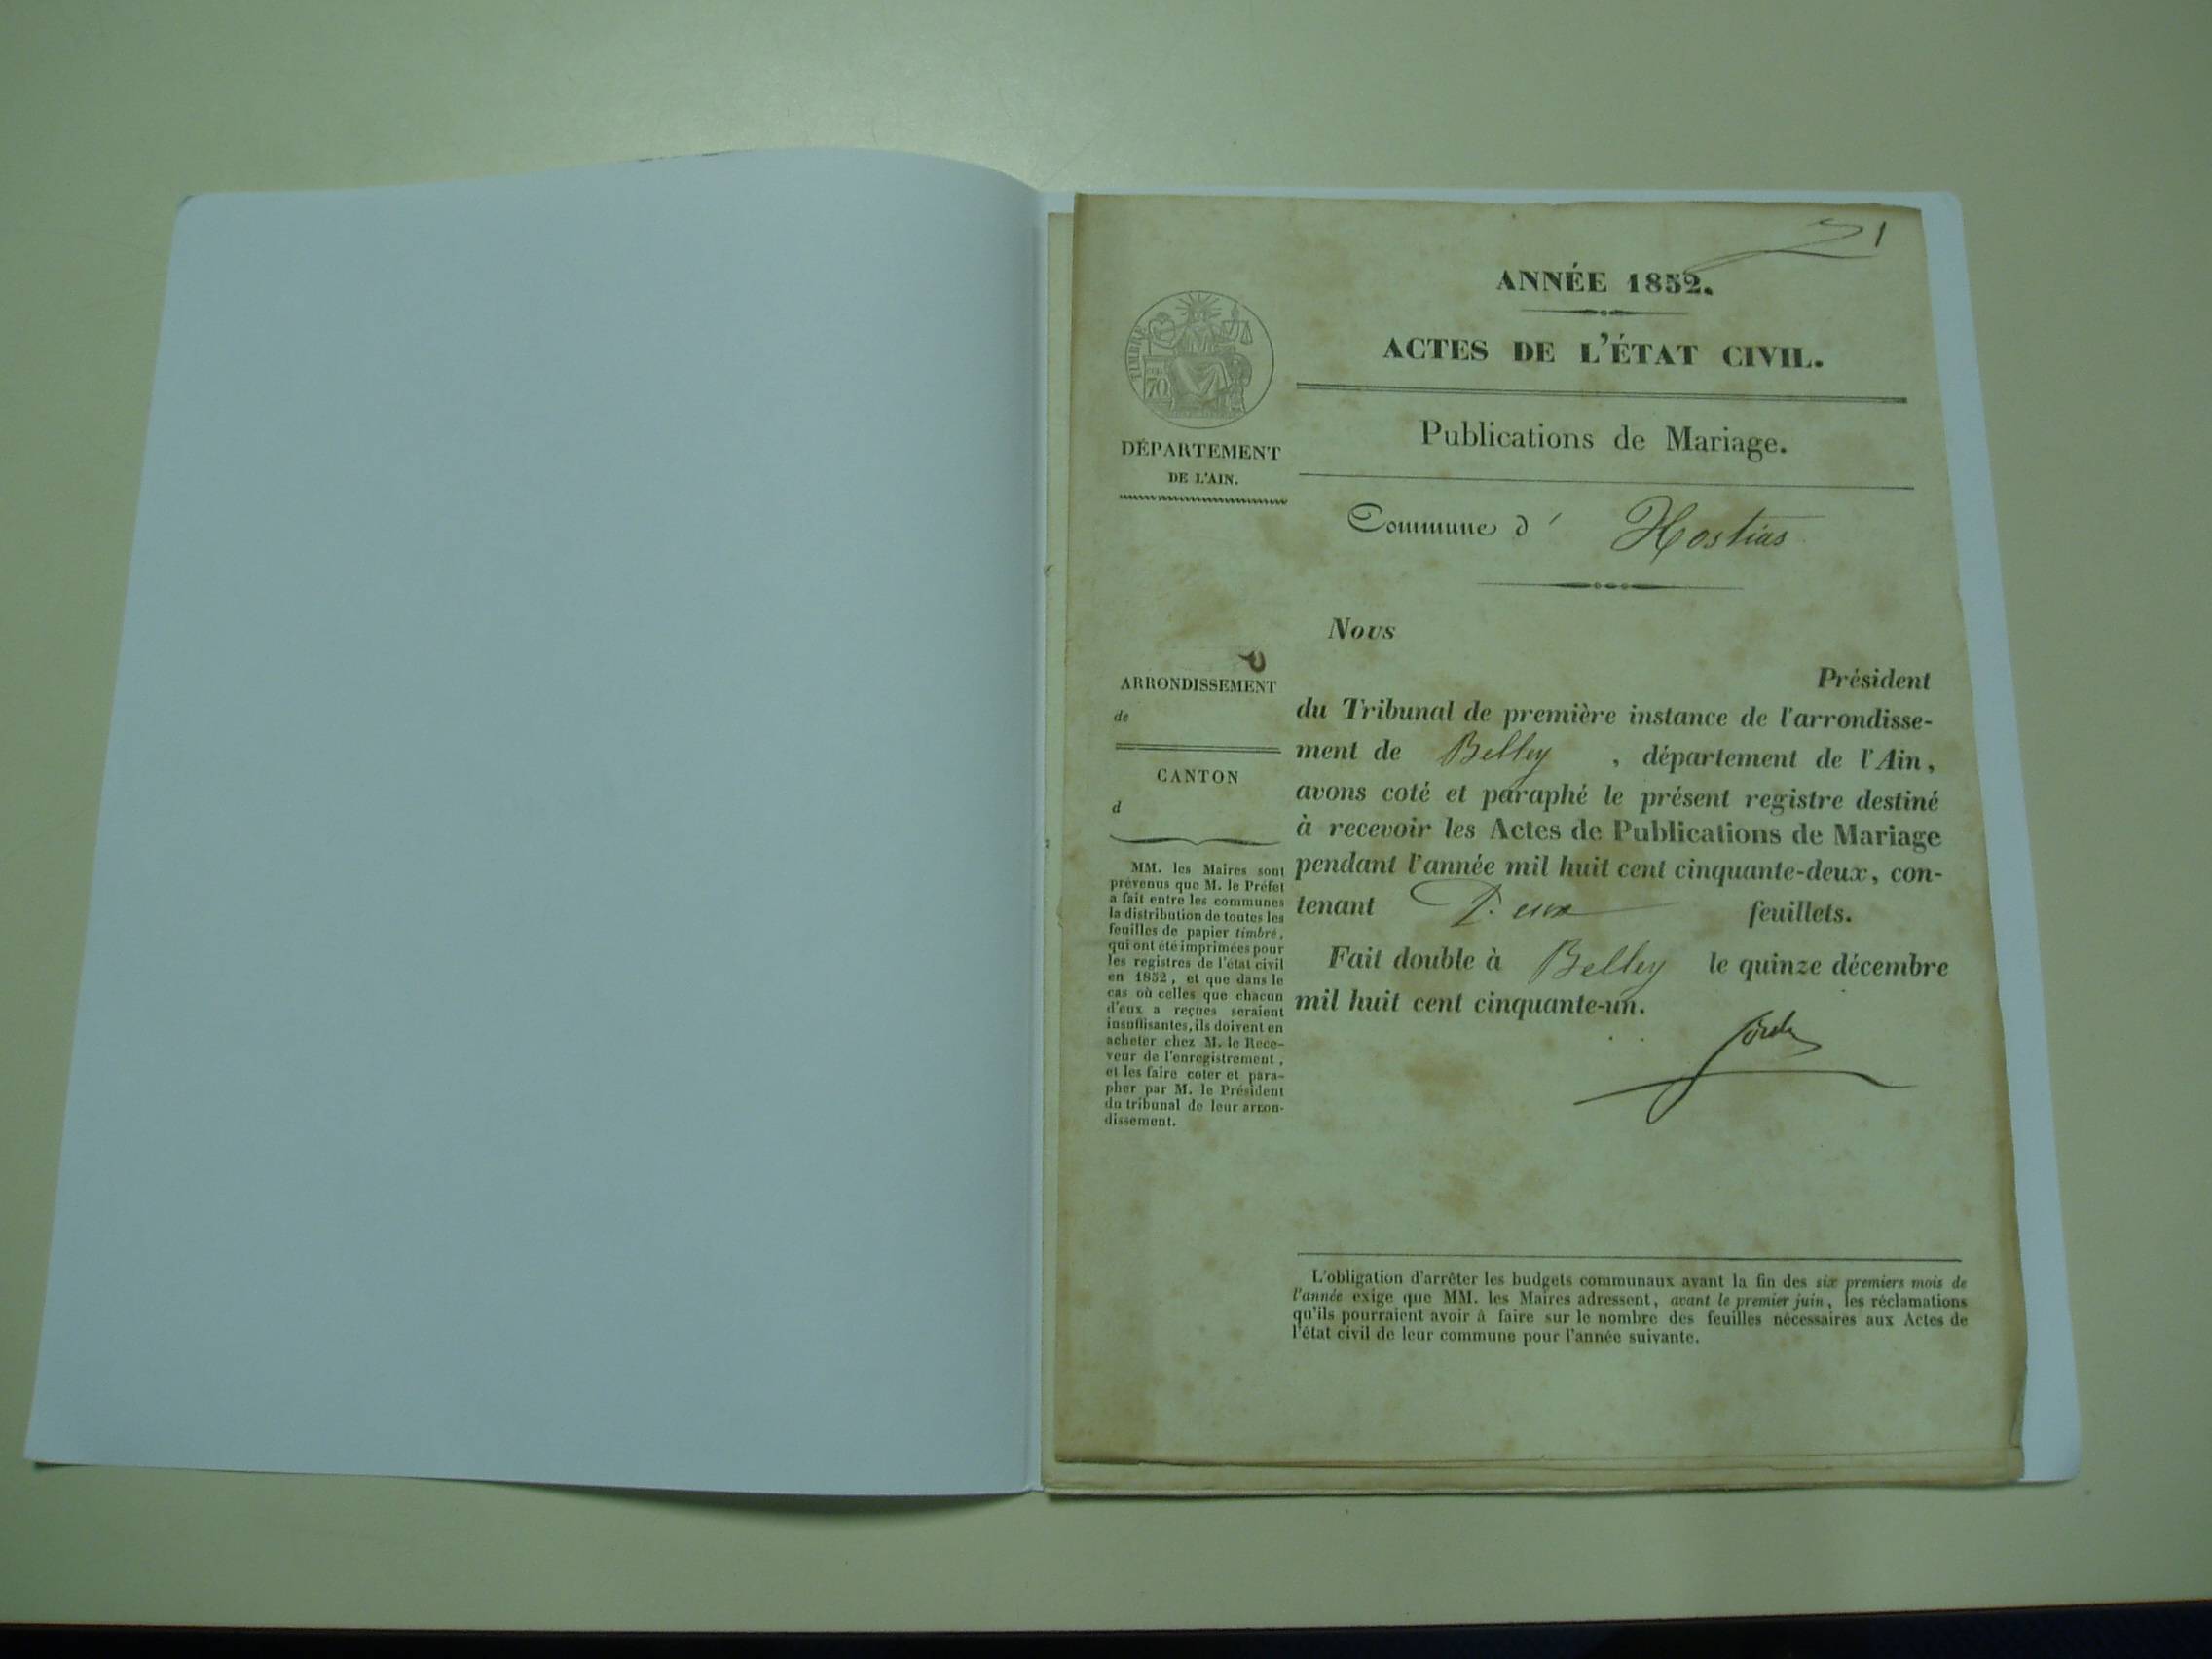 1
ANNÉE 1852.
ACTES DE L'ÉTAT CIVIL.
Publications de Mariage.
Commune d' Hostias
TIMBRE
70
DÉPARTEMENT
DE L'AIN.
ARRONDISSEMENT
de
CANTON
d
MM. les Maires sont
prévenus que M. le Préfet
a fait entre les communes
la distribution de toutes les
feuilles de papier timbré,
qui ont été imprimées pour
les registres de l'état civil
en 1852, et que dans le
cas où celles que chacun
d'eux a reçues seraient
insuffisantes, ils doivent en
acheter chez M. le Rece-
veur de l'enregistrement,
et les faire coter et para-
pher par M. le Président
du tribunal de leur arron-
dissement.
Nous
Président
du Tribunal de première instance de l'arrondisse-
ment de Belley , département de l'Ain,
avons coté et paraphé le présent registre destiné
à recevoir les Actes de Publications de Mariage
pendant l'année mil huit cent cinquante-deux, con-
tenant Deux feuillets.
Fait double à Belley le quinze décembre
mil huit cent cinquante-un.
L'obligation d'arrêter les budgets communaux avant la fin des six premiers mois de
l'année exige que MM. les Maires adressent, avant le premier juin, les réclamations
qu'ils pourraient avoir à faire sur le nombre des feuilles nécessaires aux Actes de
l'état civil de leur commune pour l'année suivante.